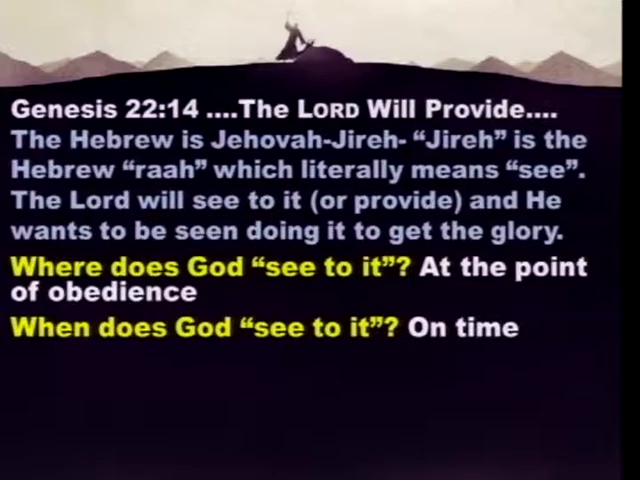 Genesis 22:14 ....The LORD Will Provide....
The Hebrew is Jehovah-Jireh- “Jireh” is the
Hebrew “raah” which literally means “see”.
The Lord will see to it (or provide) and He
wants to be seen doing it to get the glory.
Where does God “see to it”? At the point
of obedience
When does God “see to it”? On time